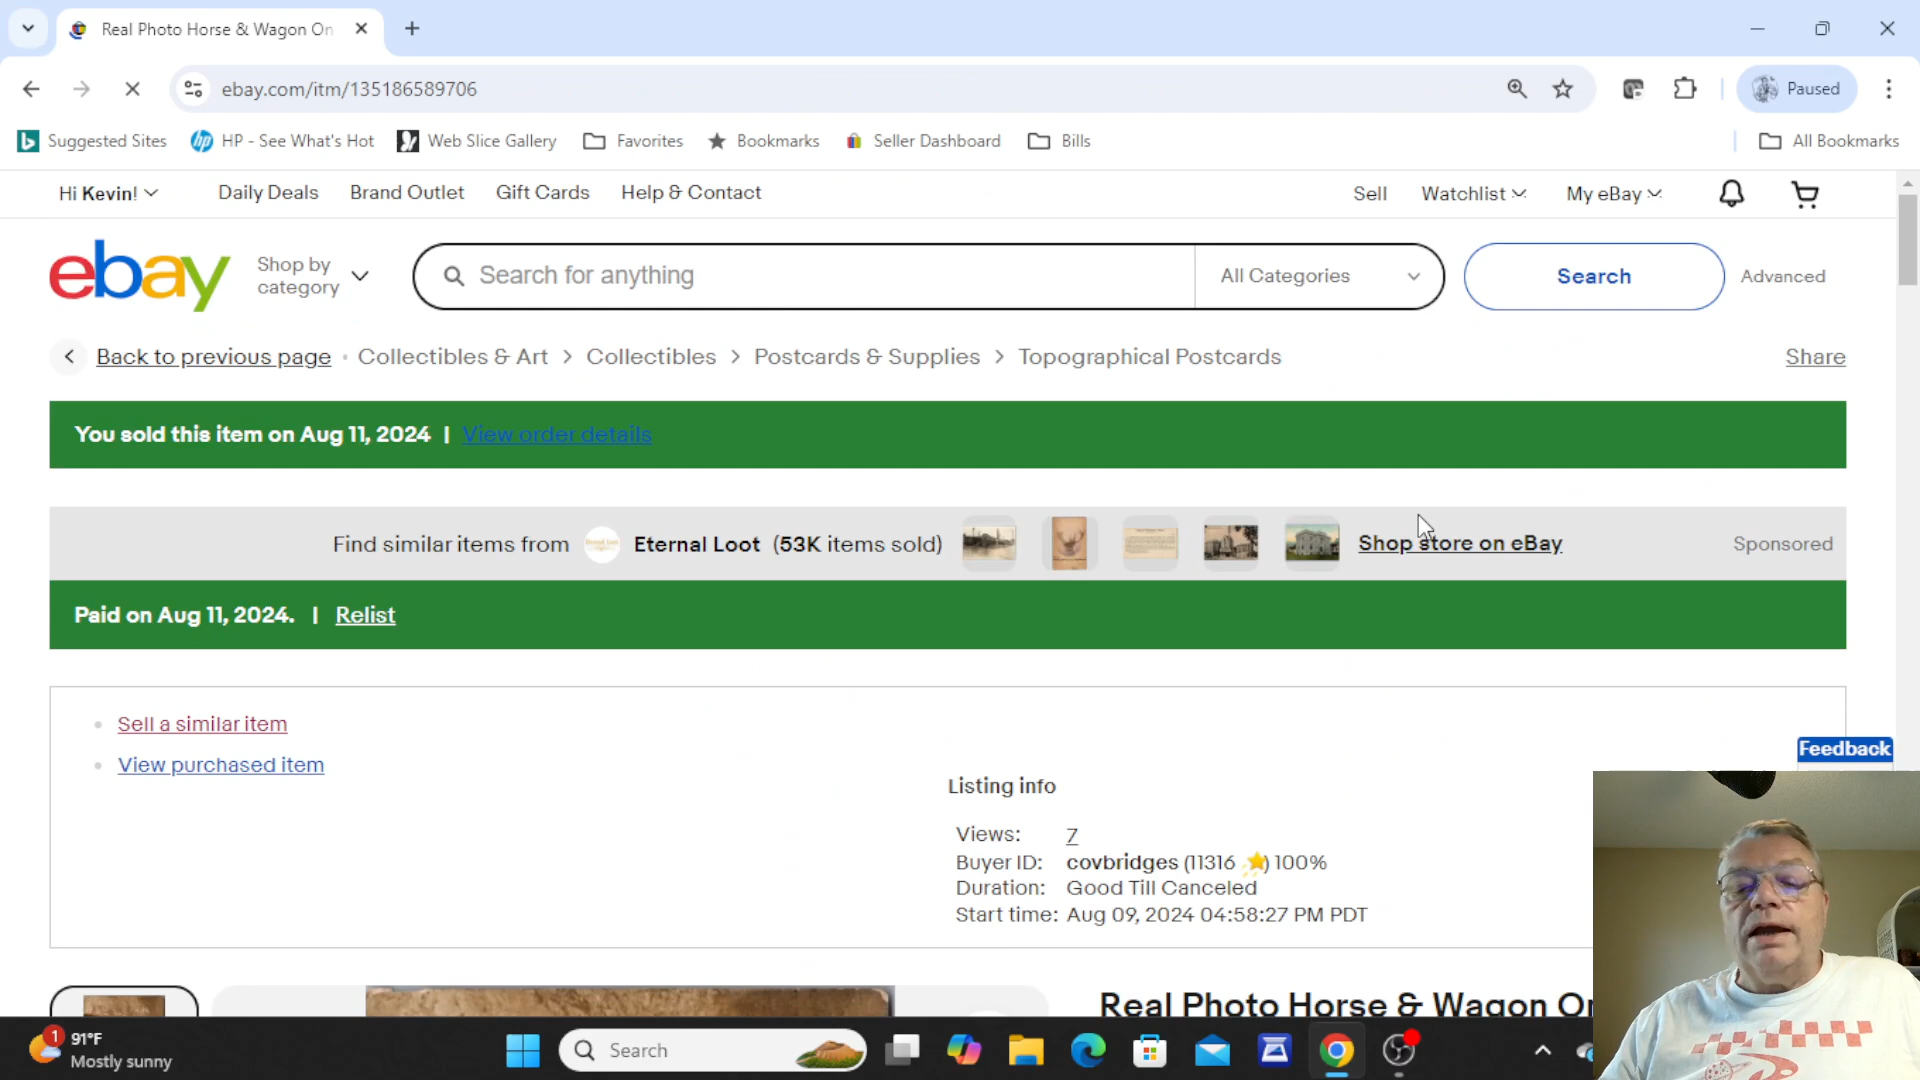 Real Photo Horse & Wagon On
ebay.com/itm/135186589706
Paused
Suggested Sites
HP - See What's Hot
Web Slice Gallery
Favorites
Bookmarks
Seller Dashboard
Bills
All Bookmarks
Hi Kevin!
Daily Deals
Brand Outlet
Gift Cards
Help & Contact
Sell
Watchlist
My eBay
ebay
Shop by
category
Search for anything
All Categories
Search
Advanced
Back to previous page
Collectibles & Art > Collectibles > Postcards & Supplies > Topographical Postcards
Share
You sold this item on Aug 11, 2024 | View order details
Find similar items from Eternal Loot (53K items sold)
Shop store on eBay
Sponsored
Paid on Aug 11, 2024. | Relist
Sell a similar item
View purchased item
Feedback
Listing info
Views: 7
Buyer ID: covbridges (11316) 100%
Duration: Good Till Canceled
Start time: Aug 09, 2024 04:58:27 PM PDT
Real Photo Horse & Wagon On
1
91°F
Mostly sunny
Search